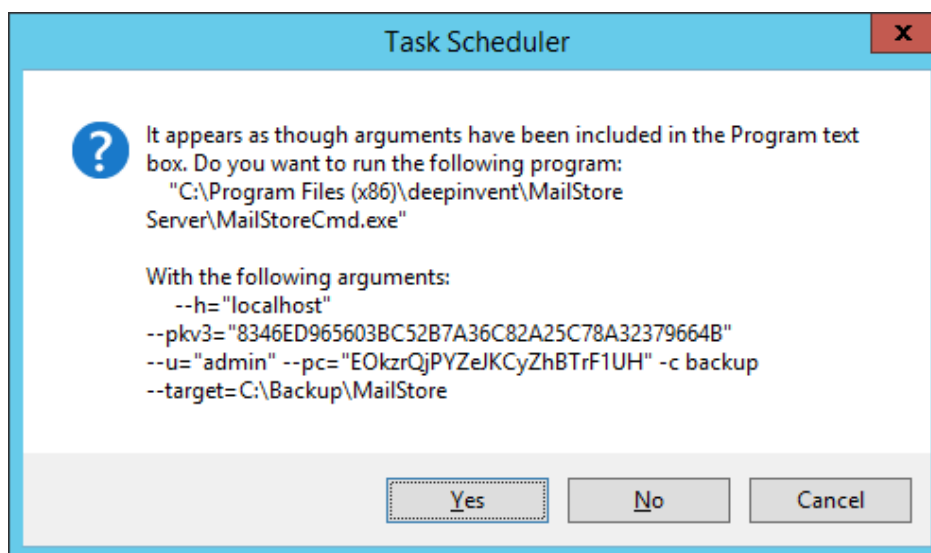 Task Scheduler
x
?
It appears as though arguments have been included in the Program text
box. Do you want to run the following program:
"C:\Program Files (x86)\deepinvent\MailStore
Server\MailStoreCmd.exe"
With the following arguments:
--h="localhost"
--pkv3="8346ED965603BC52B7A36C82A25C78A32379664B"
--u="admin" --pc="EOkzrQjPYZeJKCyZhBTrF1UH" -c backup
--target=C:\Backup\MailStore
Yes
No
Cancel